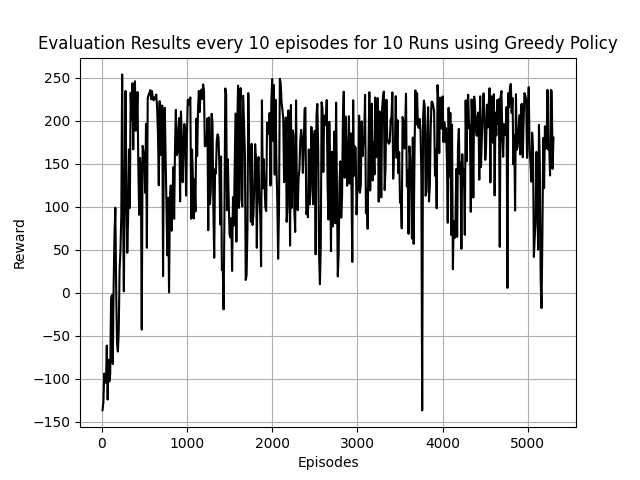 Evaluation Results every 10 episodes for 10 Runs using Greedy Policy
250
200
150
100
50
0
−50
−100
−150
Reward
0 1000 2000 3000 4000 5000
Episodes